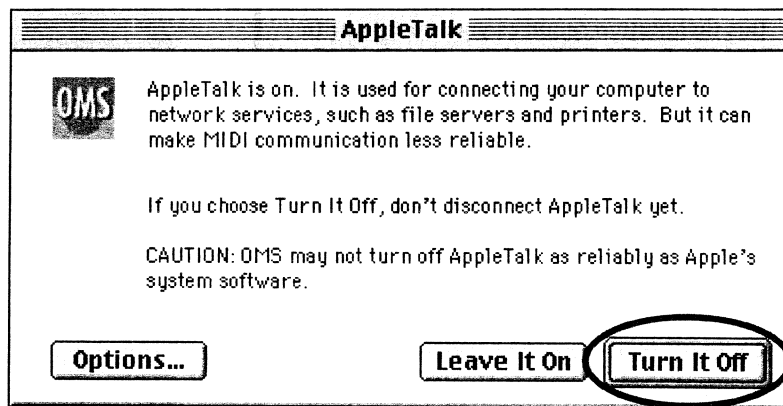 AppleTalk
OMS
AppleTalk is on. It is used for connecting your computer to
network services, such as file servers and printers. But it can
make MIDI communication less reliable.
If you choose Turn It Off, don't disconnect AppleTalk yet.
CAUTION: OMS may not turn off AppleTalk as reliably as Apple's
system software.
Options... Leave It On Turn It Off